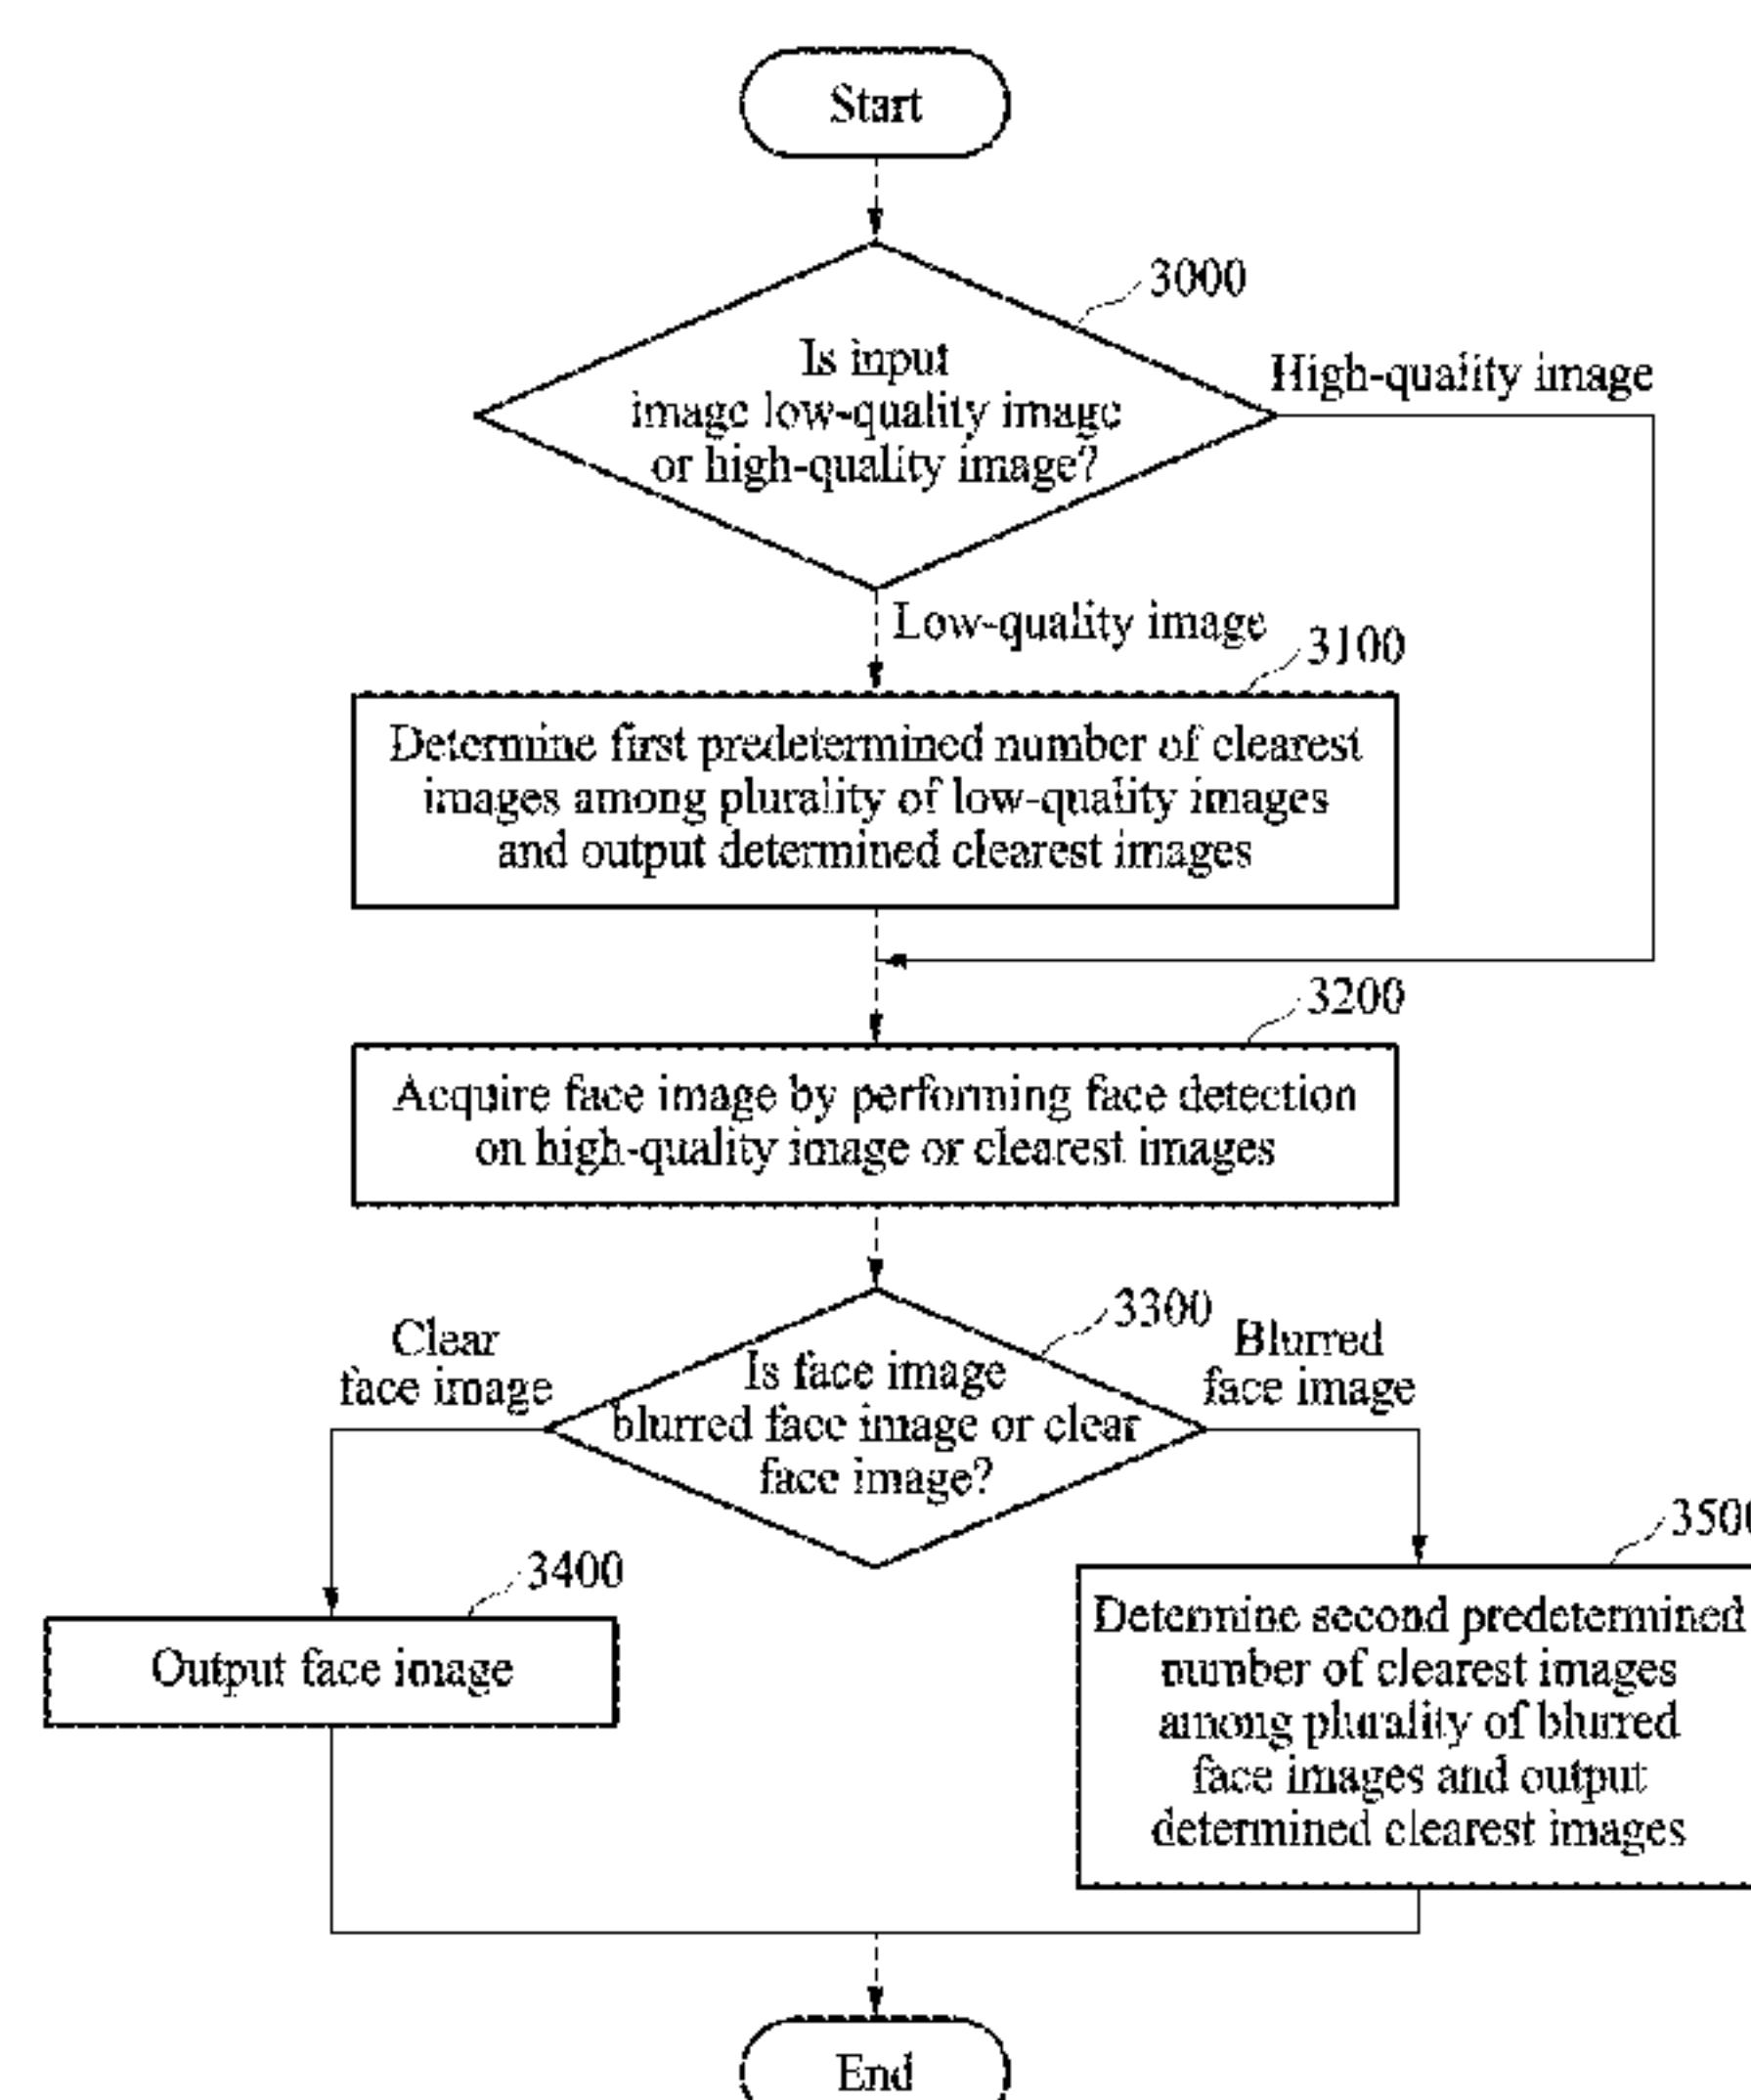 Start
3000
Is input
image low-quality image
or high-quality image?
High-quality image
Low-quality image
3100
Determine first predetermined number of clearest
images among plurality of low-quality images
and output determined clearest images
3200
Acquire face image by performing face detection
on high-quality image or clearest images
3300
Clear
face image
Is face image
blurred face image or clear
face image?
Blurred
face image
3400
Output face image
3500
Determine second predetermined
number of clearest images
among plurality of blurred
face images and output
determined clearest images
End